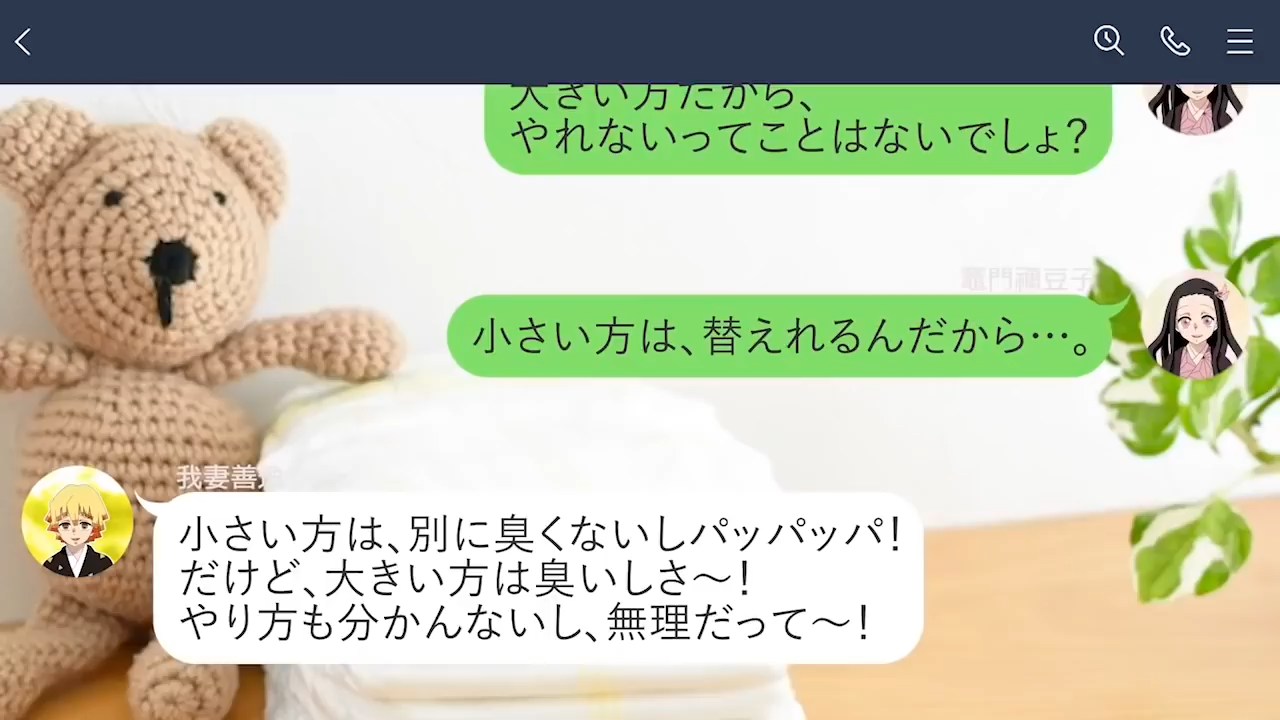 大きい方だから、
やれないってことはないでしょ?
竈門禰豆子
小さい方は、替えれるんだから…。
我妻善
小さい方は、別に臭くないしパッパッパ!
だけど、大きい方は臭いしさ〜!
やり方も分かんないし、無理だって〜!